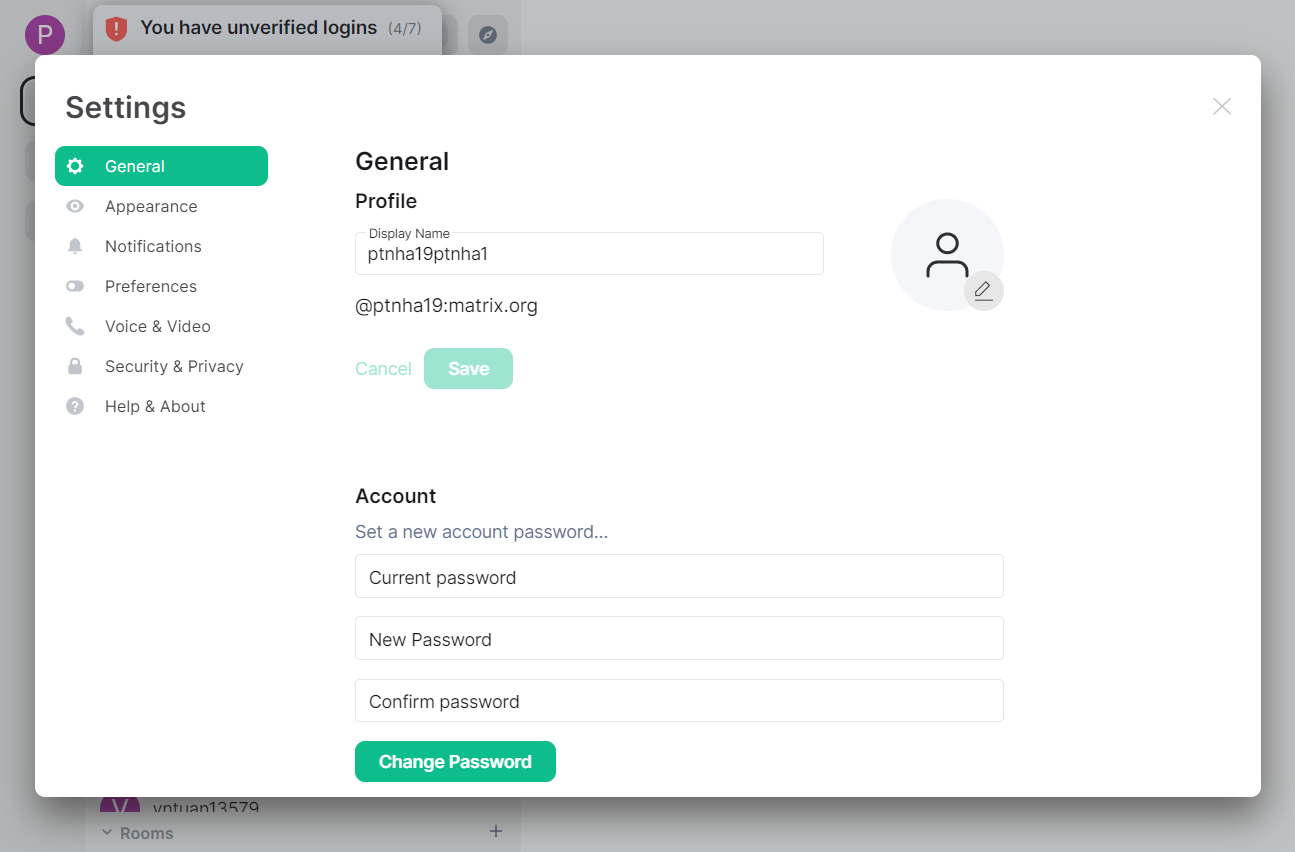 P
You have unverified logins (4/7)
Settings
General
Appearance
Notifications
Preferences
Voice & Video
Security & Privacy
Help & About
General
Profile
Display Name
ptnha19ptnha1
@ptnha19:matrix.org
Cancel
Save
Account
Set a new account password...
Current password
New Password
Confirm password
Change Password
V
vntuan13579
Rooms